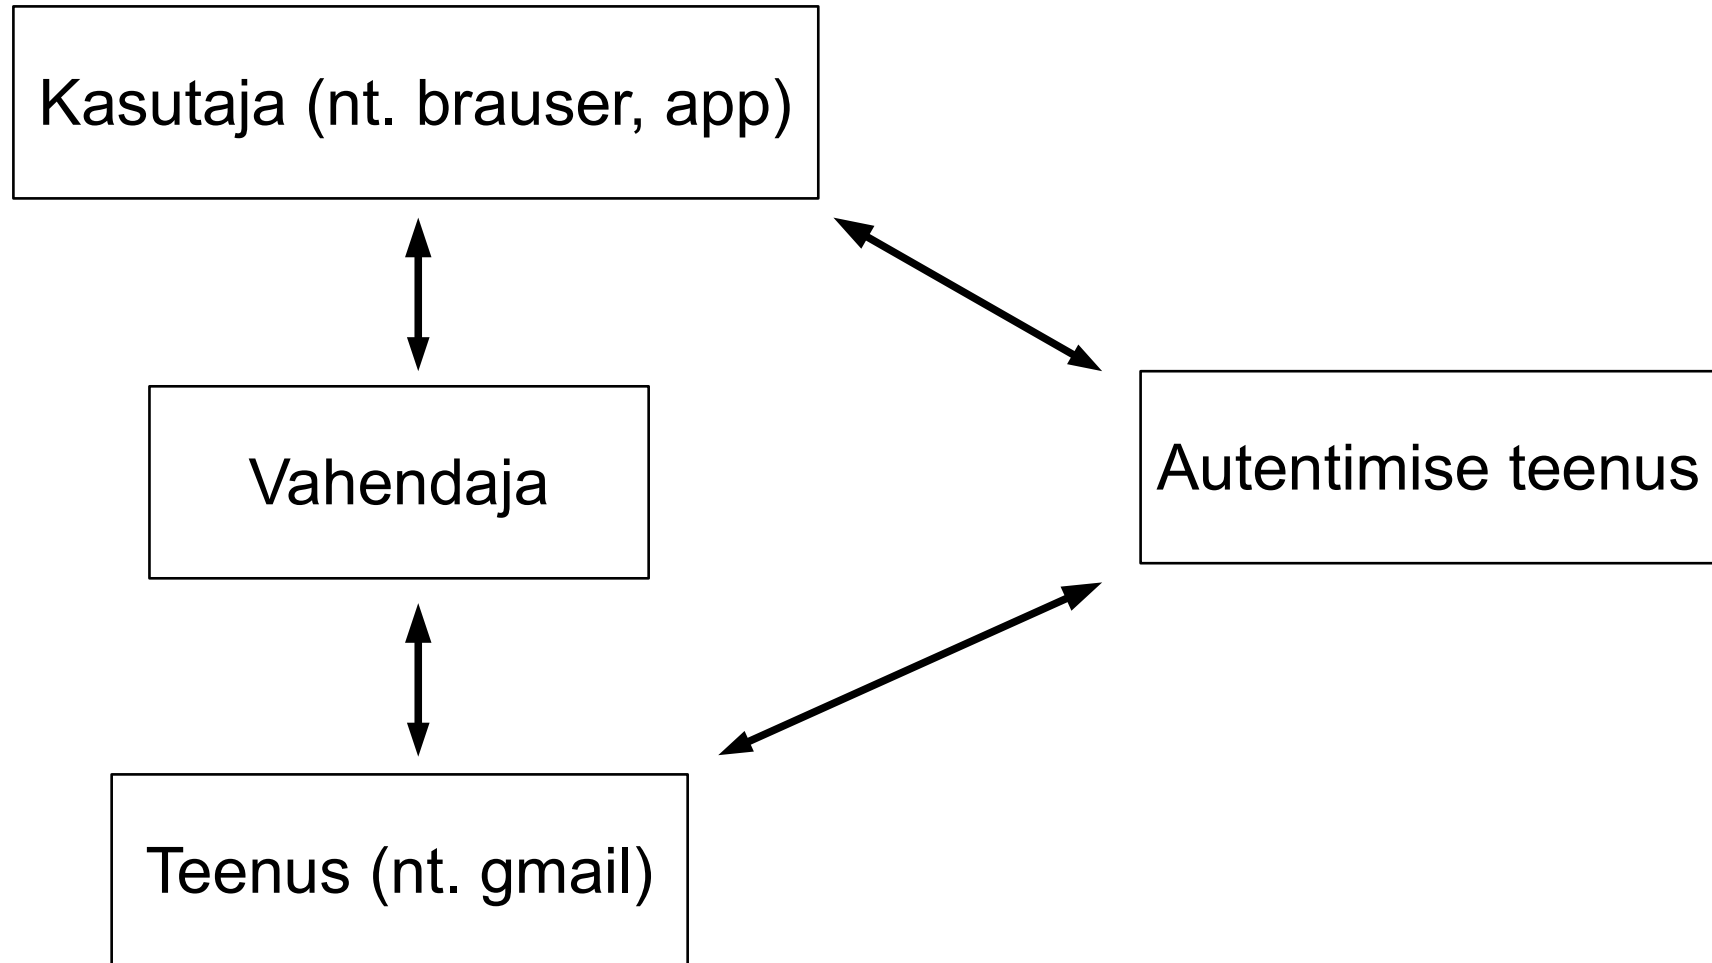 Kasutaja (nt. brauser, app)
Vahendaja
Autentimise teenus
Teenus (nt. gmail)